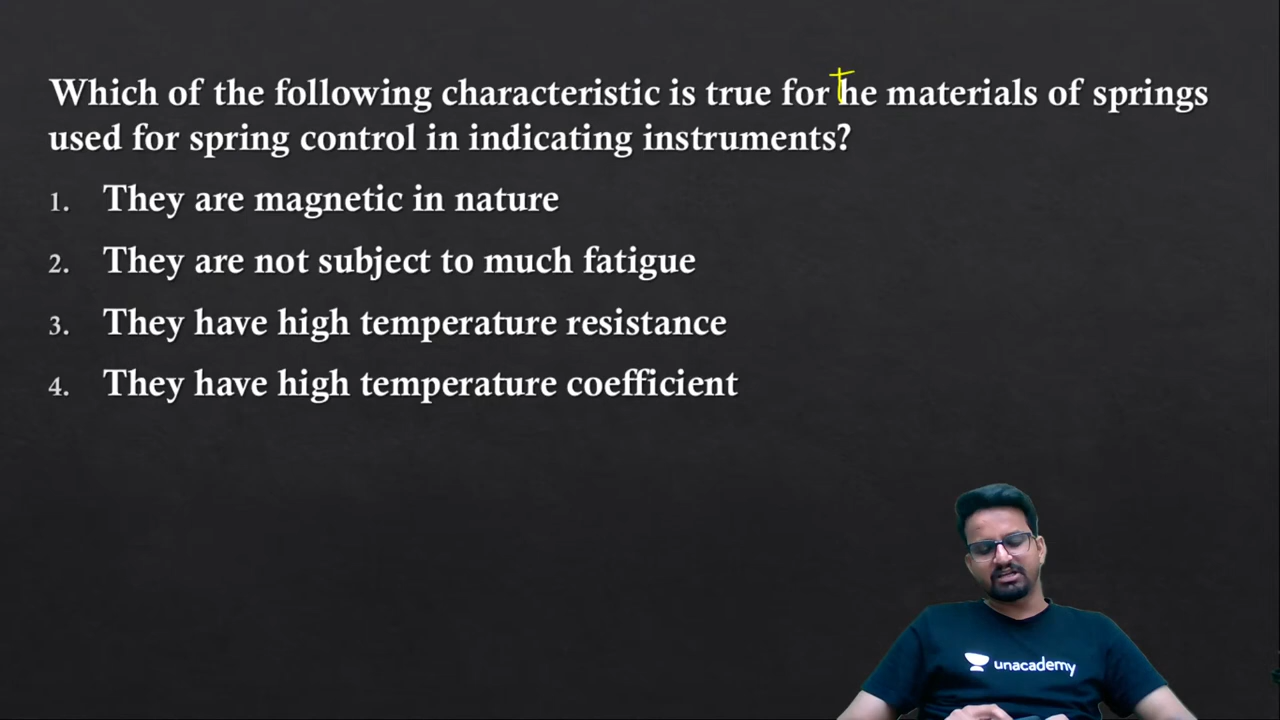 Which of the following characteristic is true for the materials of springs
used for spring control in indicating instruments?
1. They are magnetic in nature
2. They are not subject to much fatigue
3. They have high temperature resistance
4. They have high temperature coefficient
unacademy